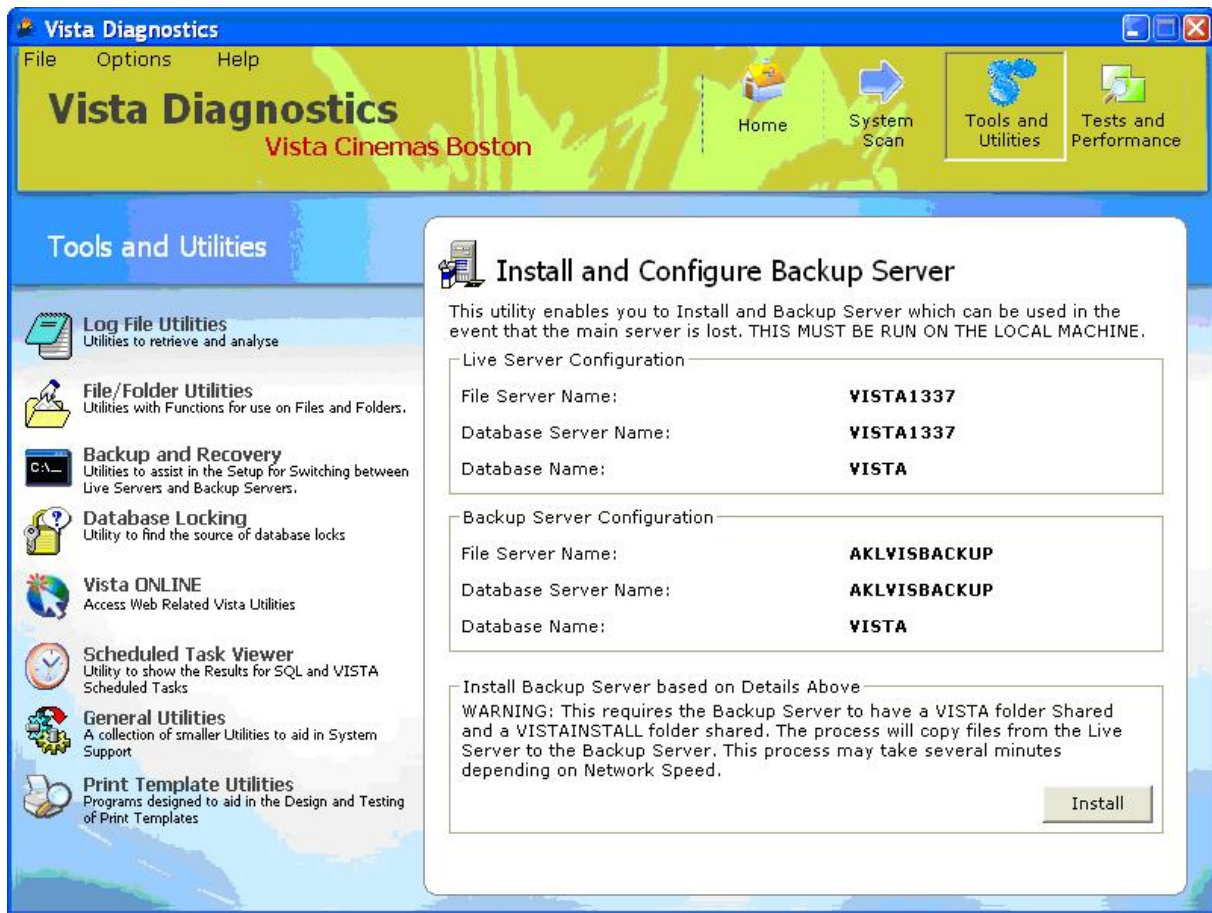 Vista Diagnostics
File Options Help
Vista Diagnostics
Vista Cinemas Boston
Home
System
Scan
Tools and
Utilities
Tests and
Performance
Tools and Utilities
Log File Utilities
Utilities to retrieve and analyse
File/Folder Utilities
Utilities with Functions for use on Files and Folders.
C:\_
Backup and Recovery
Utilities to assist in the Setup for Switching between
Live Servers and Backup Servers.
Database Locking
Utility to find the source of database locks
Vista ONLINE
Access Web Related Vista Utilities
Scheduled Task Viewer
Utility to show the Results for SQL and VISTA
Scheduled Tasks
General Utilities
A collection of smaller Utilities to aid in System
Support
Print Template Utilities
Programs designed to aid in the Design and Testing
of Print Templates
Install and Configure Backup Server
This utility enables you to Install and Backup Server which can be used in the
event that the main server is lost. THIS MUST BE RUN ON THE LOCAL MACHINE.
Live Server Configuration
File Server Name: VISTA1337
Database Server Name: VISTA1337
Database Name: VISTA
Backup Server Configuration
File Server Name: AKLVISBACKUP
Database Server Name: AKLVISBACKUP
Database Name: VISTA
Install Backup Server based on Details Above
WARNING: This requires the Backup Server to have a VISTA folder Shared
and a VISTAINSTALL folder shared. The process will copy files from the Live
Server to the Backup Server. This process may take several minutes
depending on Network Speed.
Install